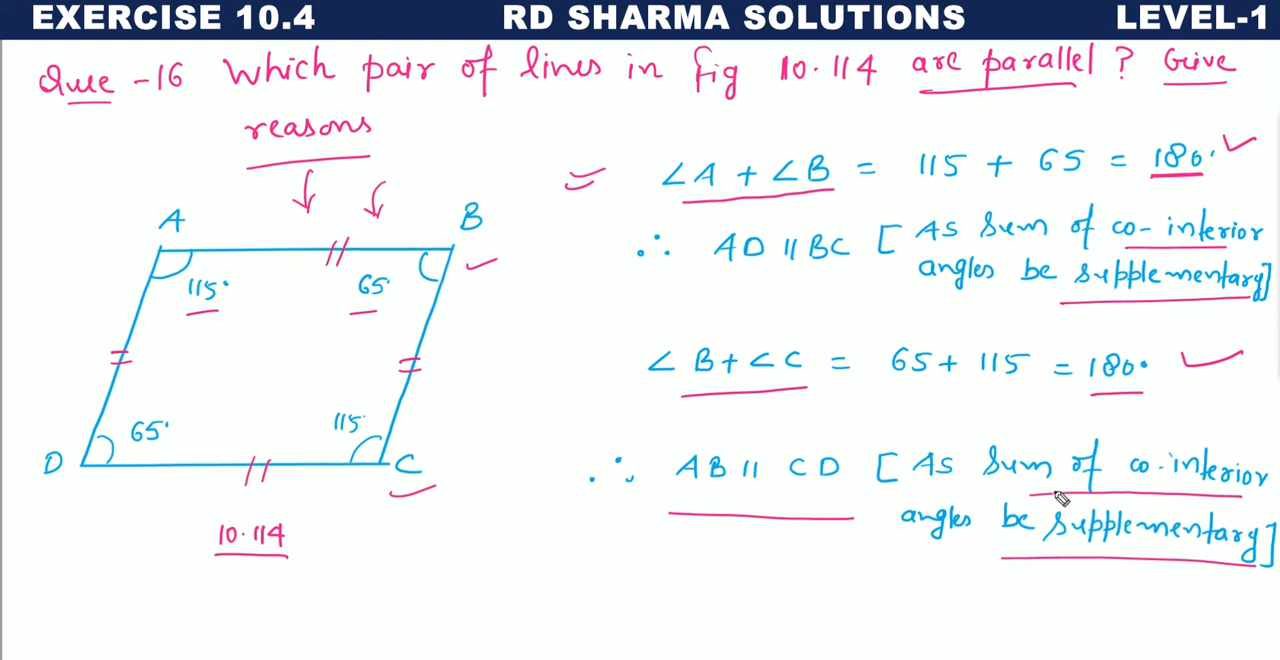 EXERCISE 10.4 RD SHARMA SOLUTIONS LEVEL-1
Que -16 Which pair of lines in fig 10.114 are parallel ? Give
reasons
∠A + ∠B = 115 + 65 = 180°
∴ AD || BC [ As sum of co-interior
angles be supplementary]
∠B + ∠C = 65 + 115 = 180°
∴ AB || CD [ As sum of co-interior
angles be supplementary]
A B
115° 65°
65° 115°
D C
10.114